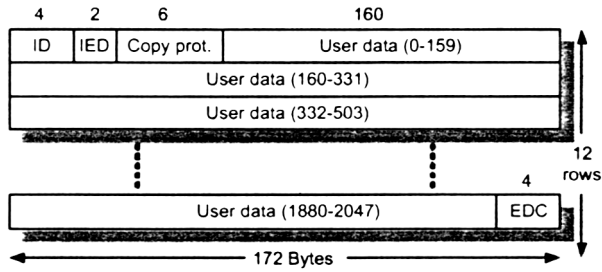 4 2 6 160
ID IED Copy prot. User data (0-159)
User data (160-331)
User data (332-503)
12
rows
4
User data (1880-2047) EDC
172 Bytes